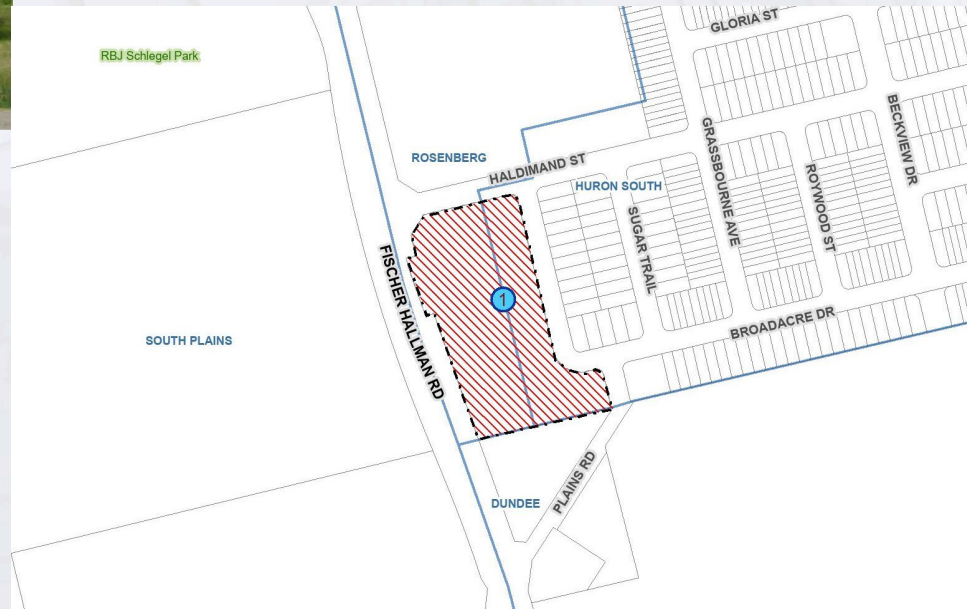 GLORIA ST
RBJ Schlegel Park
BECKVIEW DR
GRASSBOURNE AVE
ROSENBERG
HALDIMAND ST
HURON SOUTH
ROYWOOD ST
SUGAR TRAIL
FISCHER HALLMAN RD
1
BROADACRE DR
SOUTH PLAINS
PLAINS RD
DUNDEE